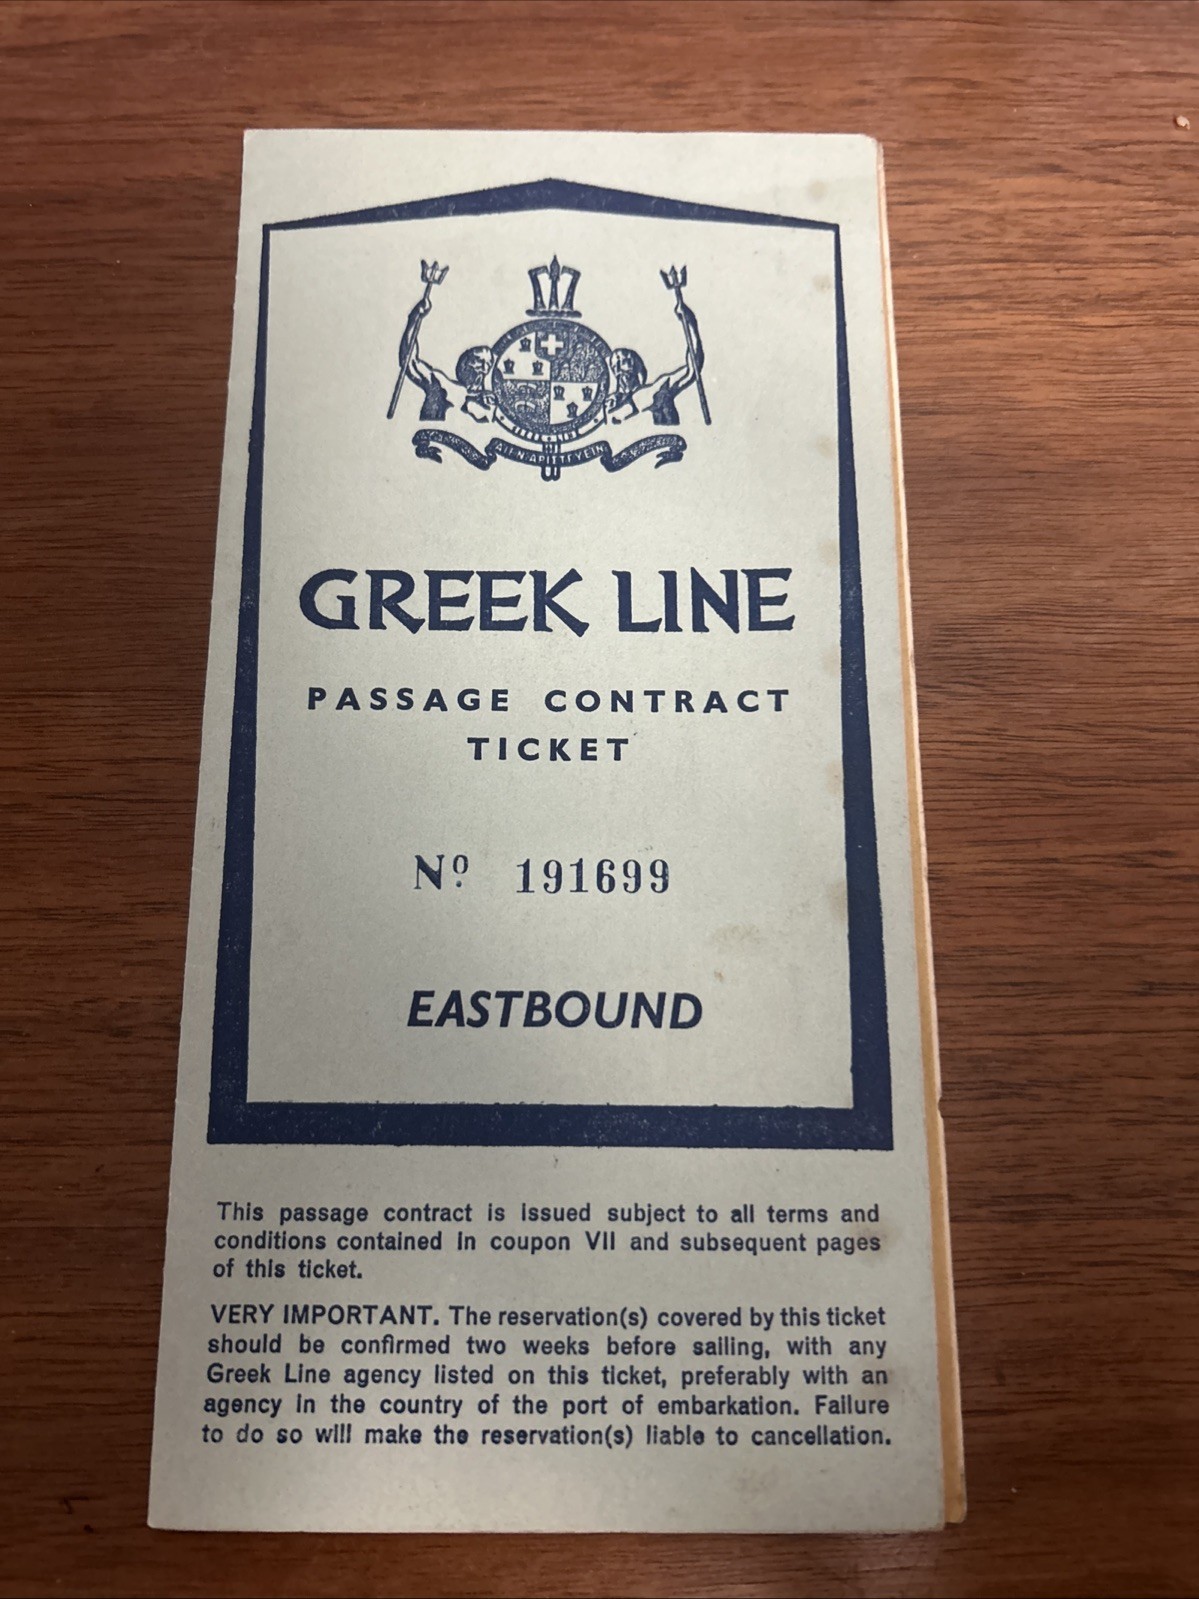 GREEK LINE
PASSAGE CONTRACT
TICKET
Nº 191699
EASTBOUND
This passage contract is issued subject to all terms and
conditions contained in coupon VII and subsequent pages
of this ticket.
VERY IMPORTANT. The reservation(s) covered by this ticket
should be confirmed two weeks before sailing, with any
Greek Line agency listed on this ticket, preferably with an
agency in the country of the port of embarkation. Failure
to do so will make the reservation(s) liable to cancellation.